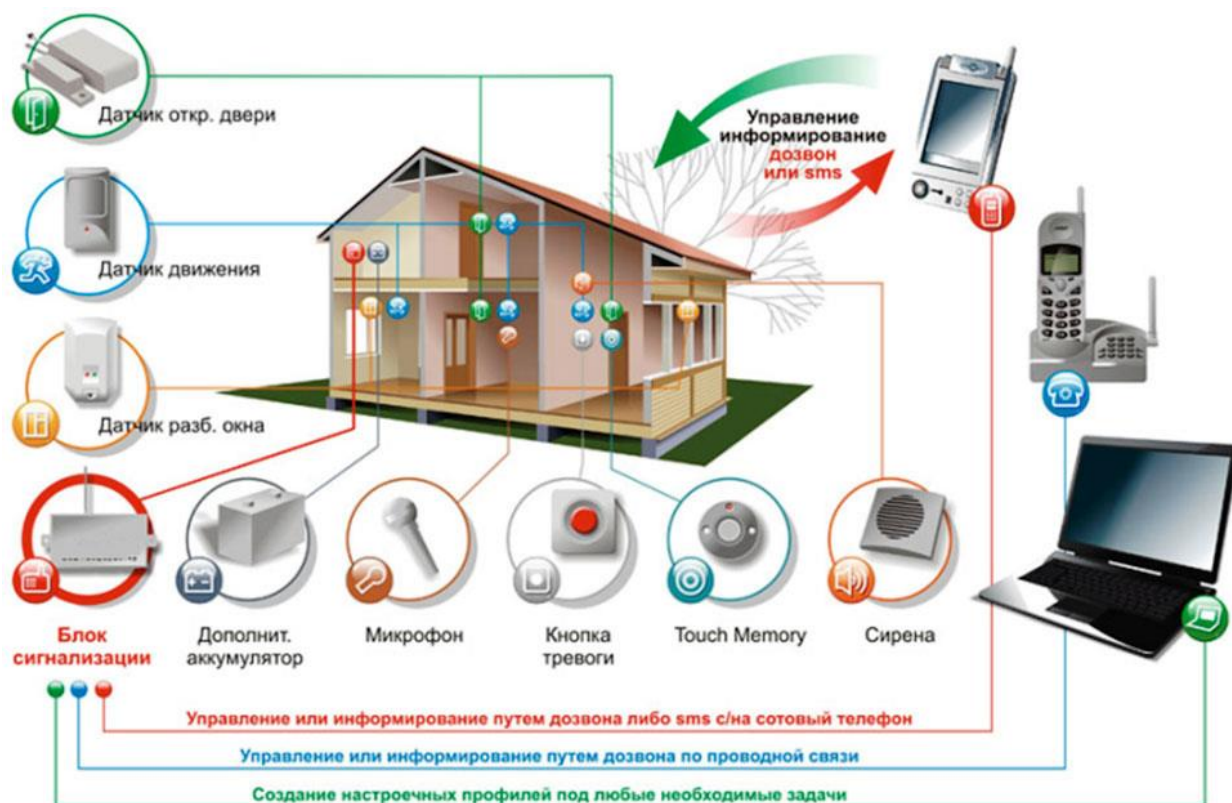 Датчик откр. двери
Управление
информирование
дозвон
или sms
Датчик движения
Датчик разб. окна
Блок
сигнализации
Дополнит.
аккумулятор
Микрофон
Кнопка
тревоги
Touch Memory
Сирена
Управление или информирование путем дозвона либо sms с/на сотовый телефон
Управление или информирование путем дозвона по проводной связи
Создание настроечных профилей под любые необходимые задачи